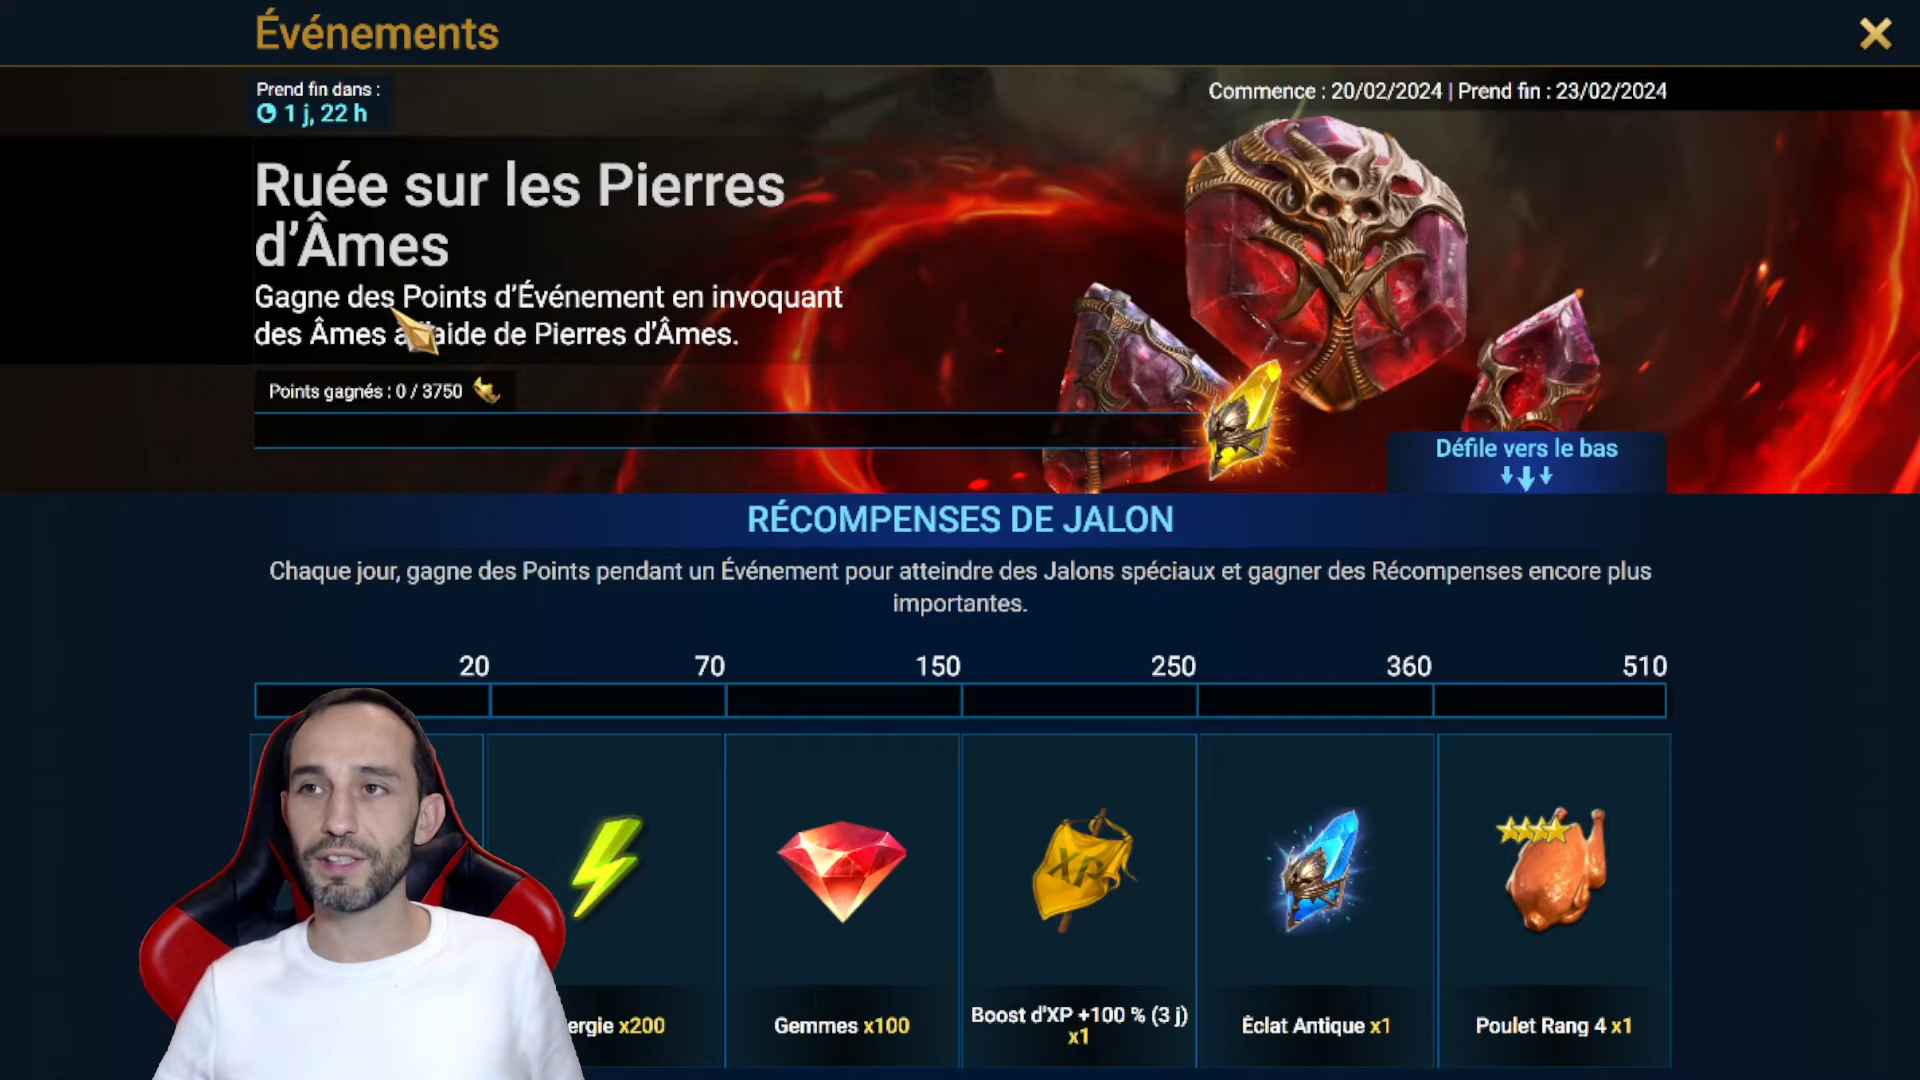 Événements
Prend fin dans :
1 j, 22 h
Commence : 20/02/2024 | Prend fin : 23/02/2024
Ruée sur les Pierres
d’Âmes
Gagne des Points d’Événement en invoquant
des Âmes à l’aide de Pierres d’Âmes.
Points gagnés : 0 / 3750
Défile vers le bas
RÉCOMPENSES DE JALON
Chaque jour, gagne des Points pendant un Événement pour atteindre des Jalons spéciaux et gagner des Récompenses encore plus
importantes.
20 70 150 250 360 510
XP
ergie x200
Gemmes x100
Boost d'XP +100 % (3 j)
x1
Éclat Antique x1
Poulet Rang 4 x1